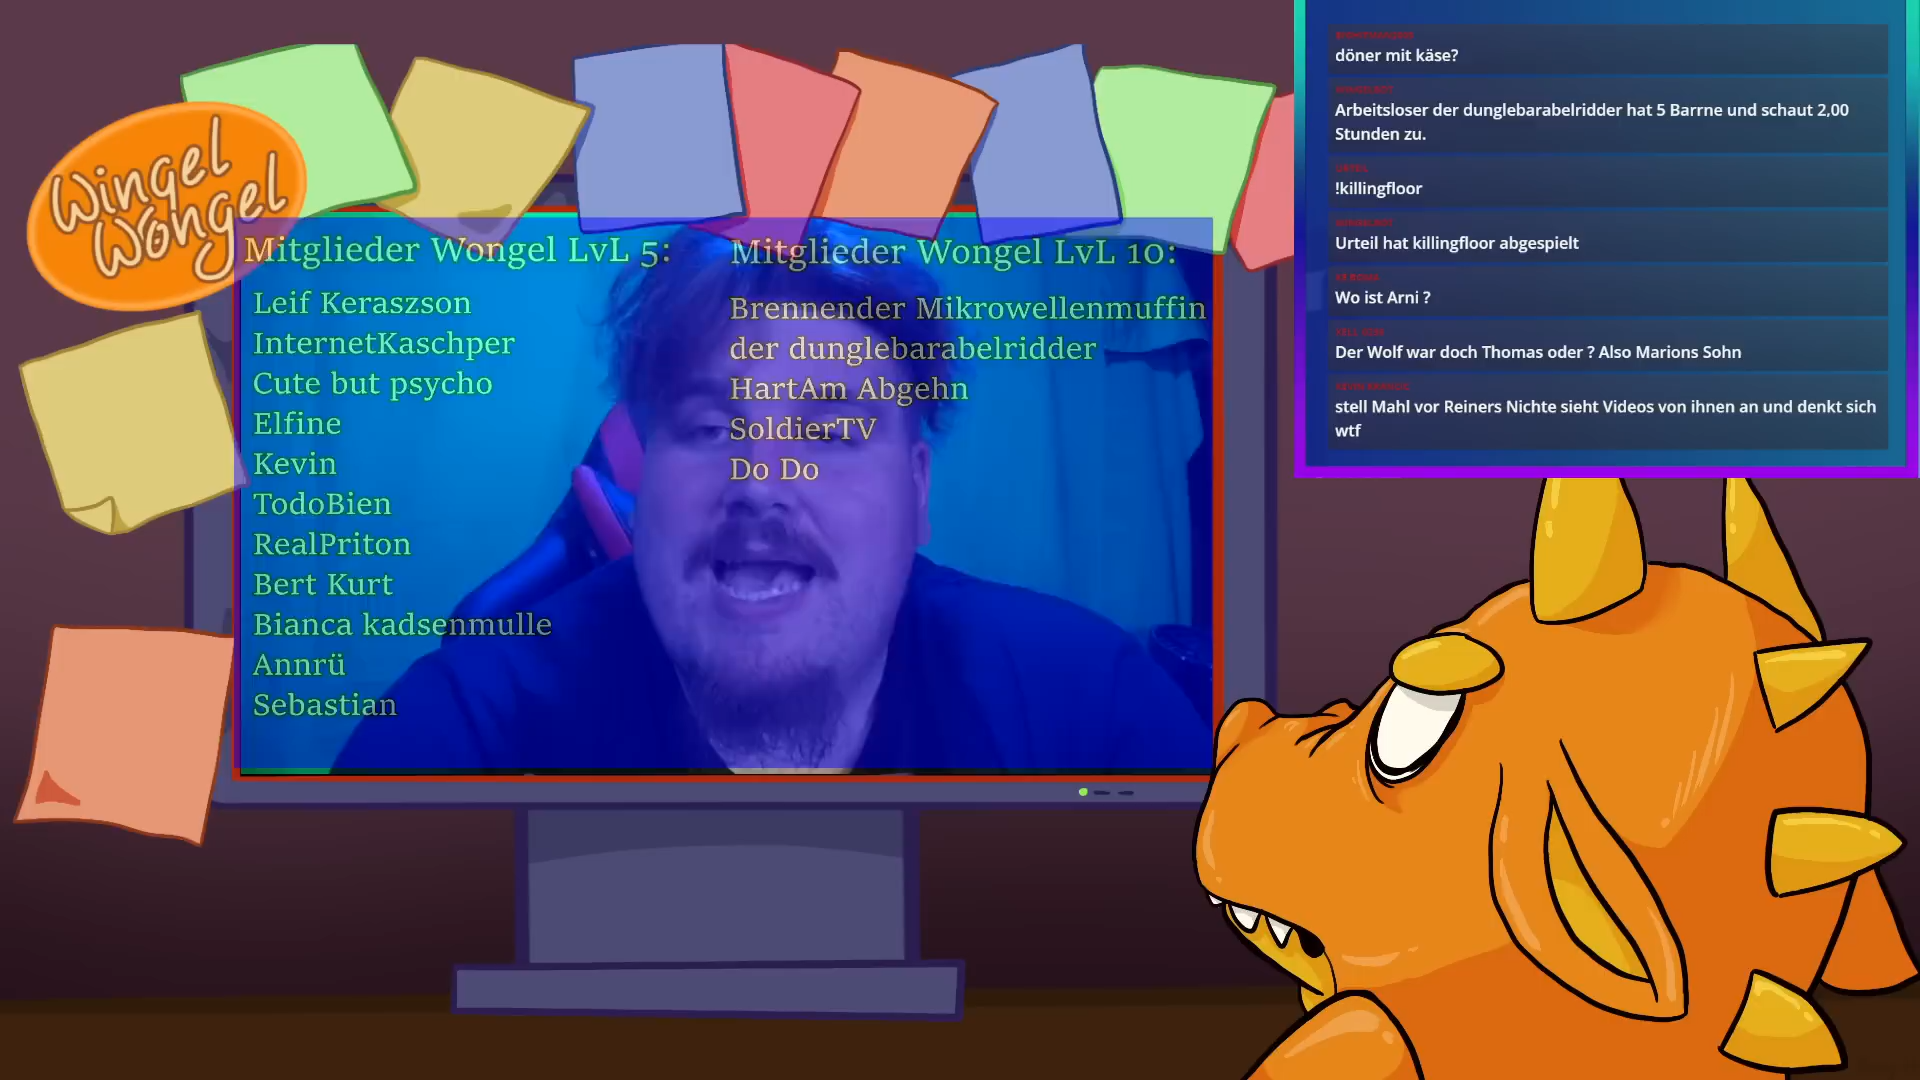 Wingel
Wongel
Mitglieder Wongel LvL 5:
Leif Keraszson
InternetKaschper
Cute but psycho
Elfine
Kevin
TodoBien
RealPriton
Bert Kurt
Bianca kadsenmulle
Annrü
Sebastian
Mitglieder Wongel LvL 10:
Brennender Mikrowellenmuffin
der dunglebarabelridder
HartAm Abgehn
SoldierTV
Do Do
döner mit käse?
Arbeitsloser der dunglebarabelridder hat 5 Barrne und schaut 2,00
Stunden zu.
!killingfloor
Urteil hat killingfloor abgespielt
Wo ist Arni ?
Der Wolf war doch Thomas oder ? Also Marions Sohn
stell Mahl vor Reiners Nichte sieht Videos von ihnen an und denkt sich
wtf